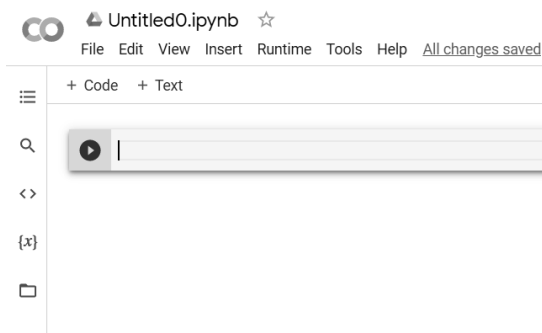 Untitled0.ipynb
File Edit View Insert Runtime Tools Help All changes saved
+ Code + Text
{x}